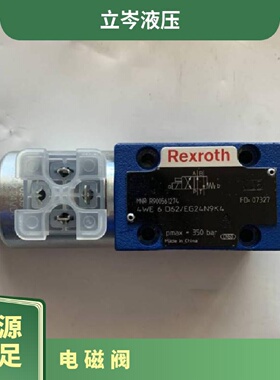 立岑液压
Rexroth
A B
P T
MNR R900561274
FD: 07327
4WE 6 D62/EG24N9K4
pmax = 350 bar
Made in China
源
足
电磁阀